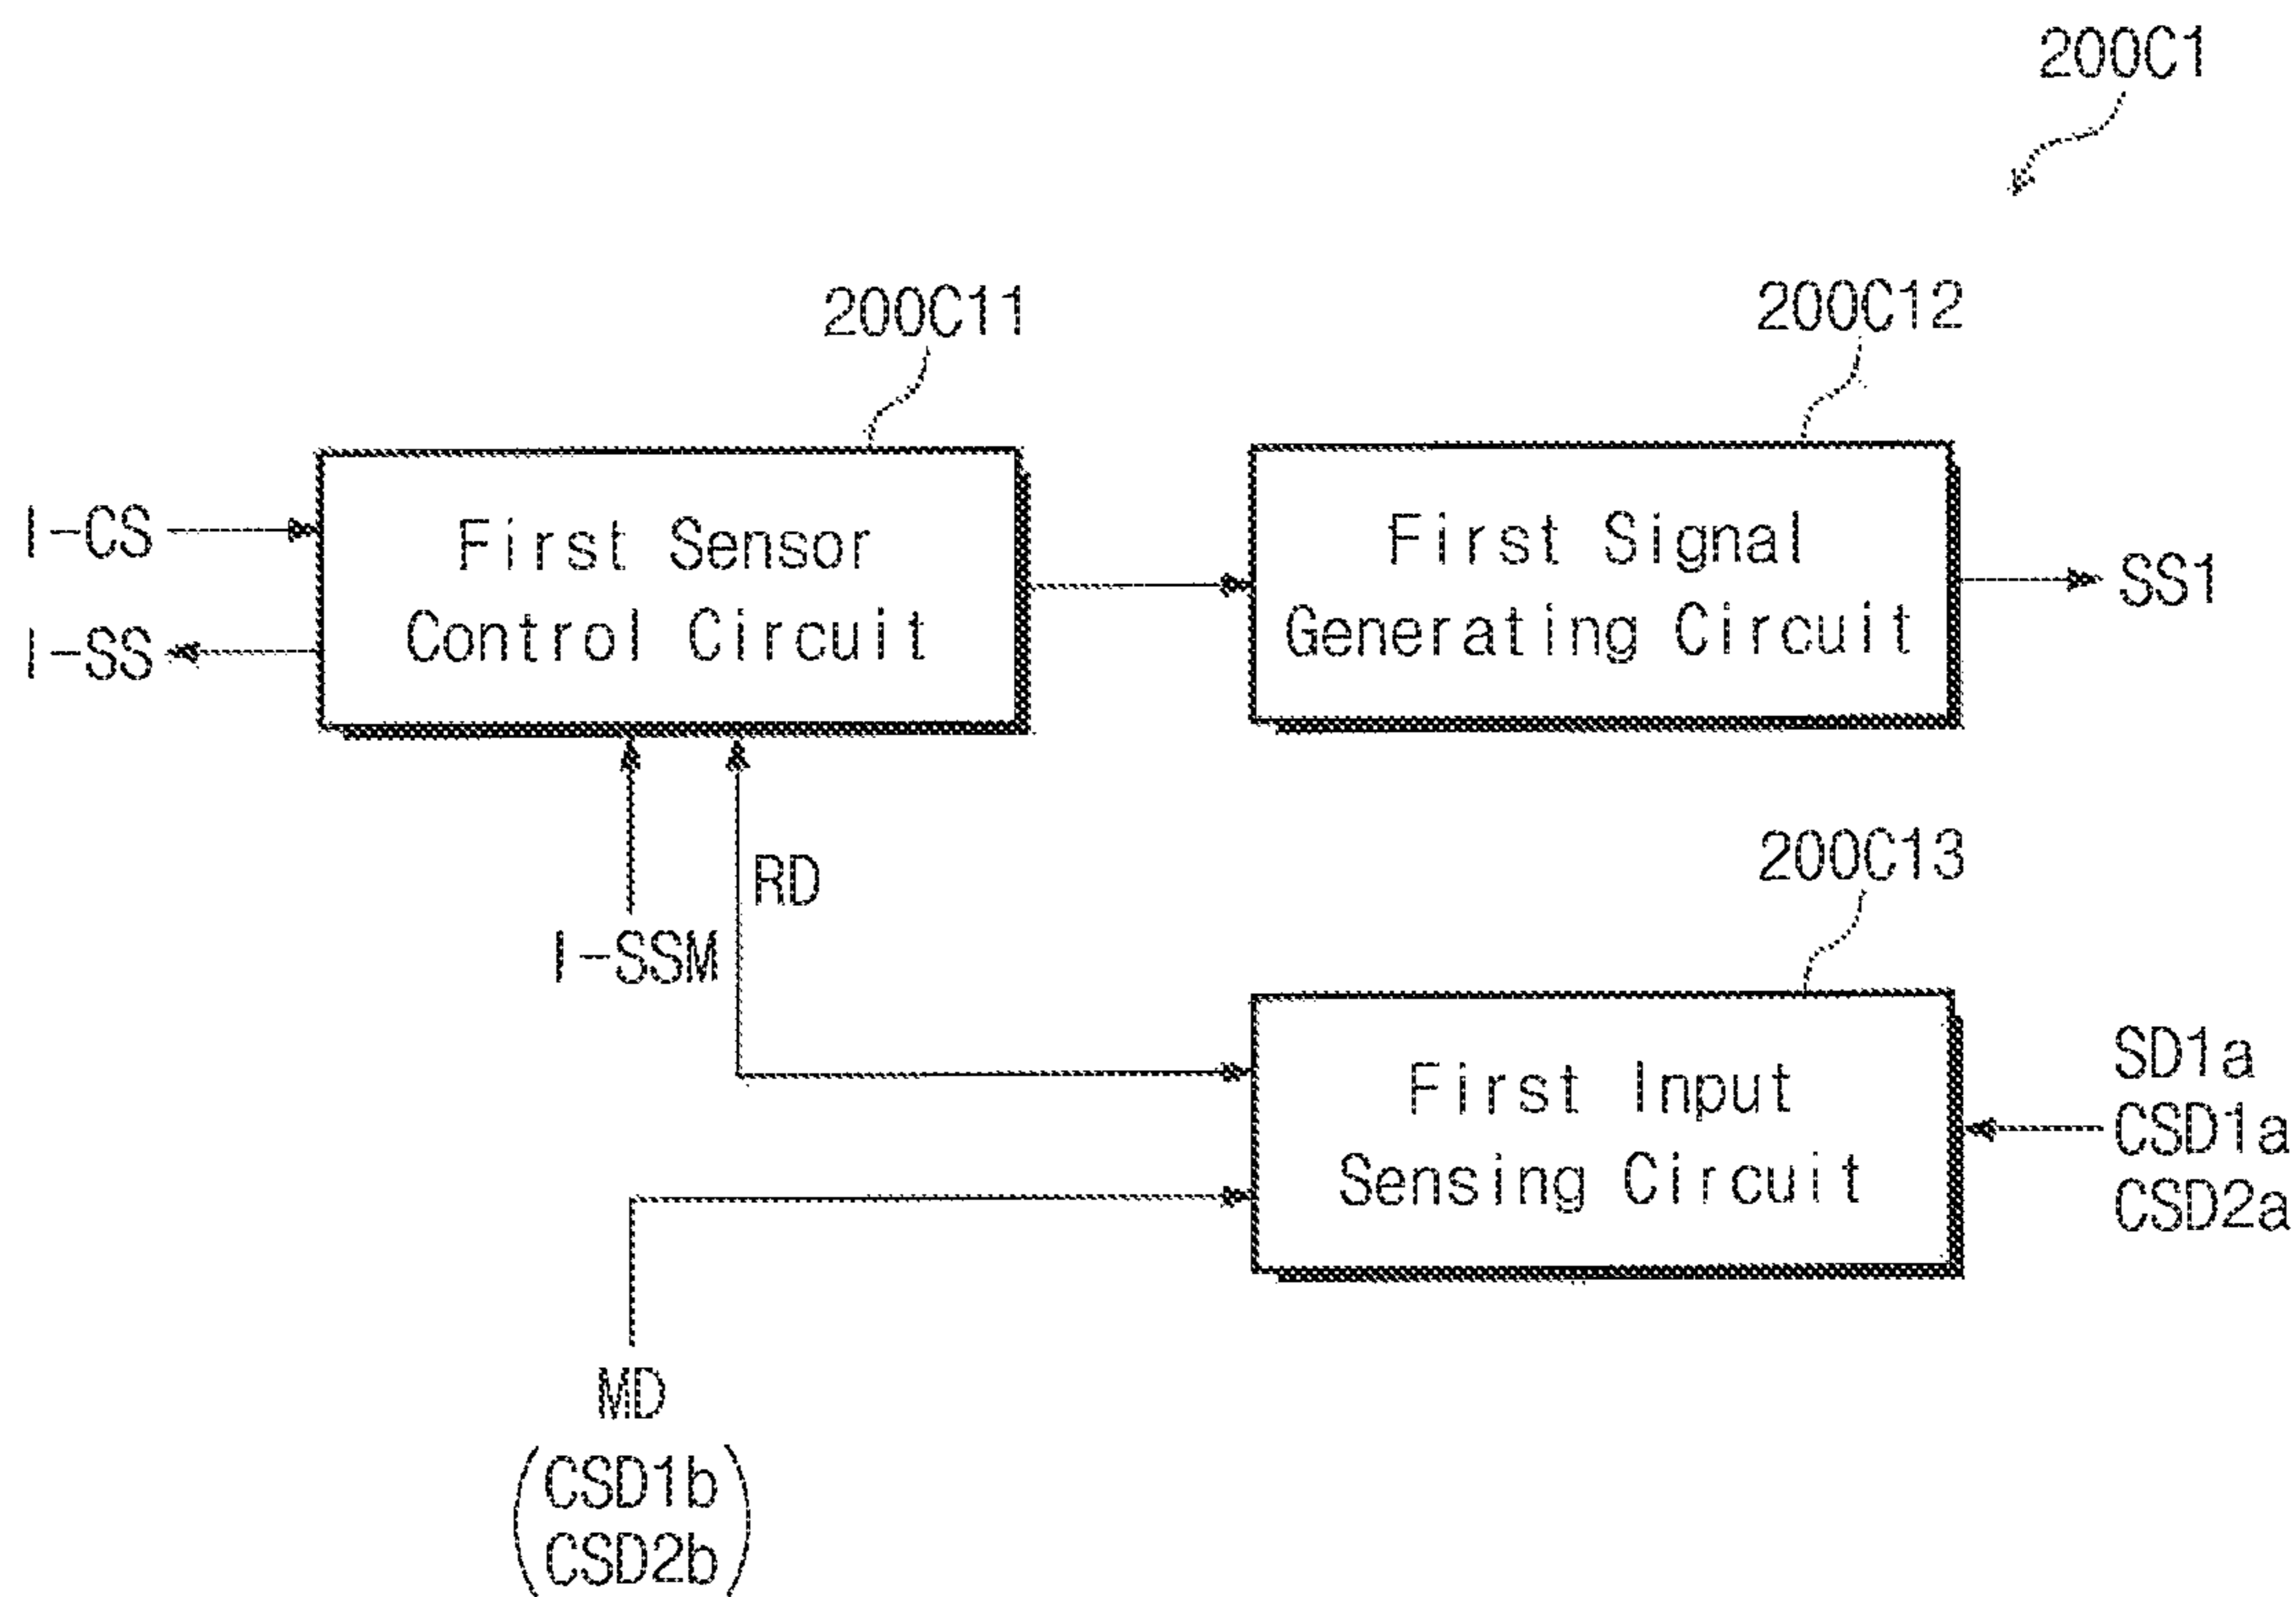 200C1
200C11
200C12
I-CS
First Sensor
Control Circuit
I-SS
First Signal
Generating Circuit
SS1
RD
I-SSM
200C13
First Input
Sensing Circuit
SD1a
CSD1a
CSD2a
MD
(CSD1b
CSD2b)